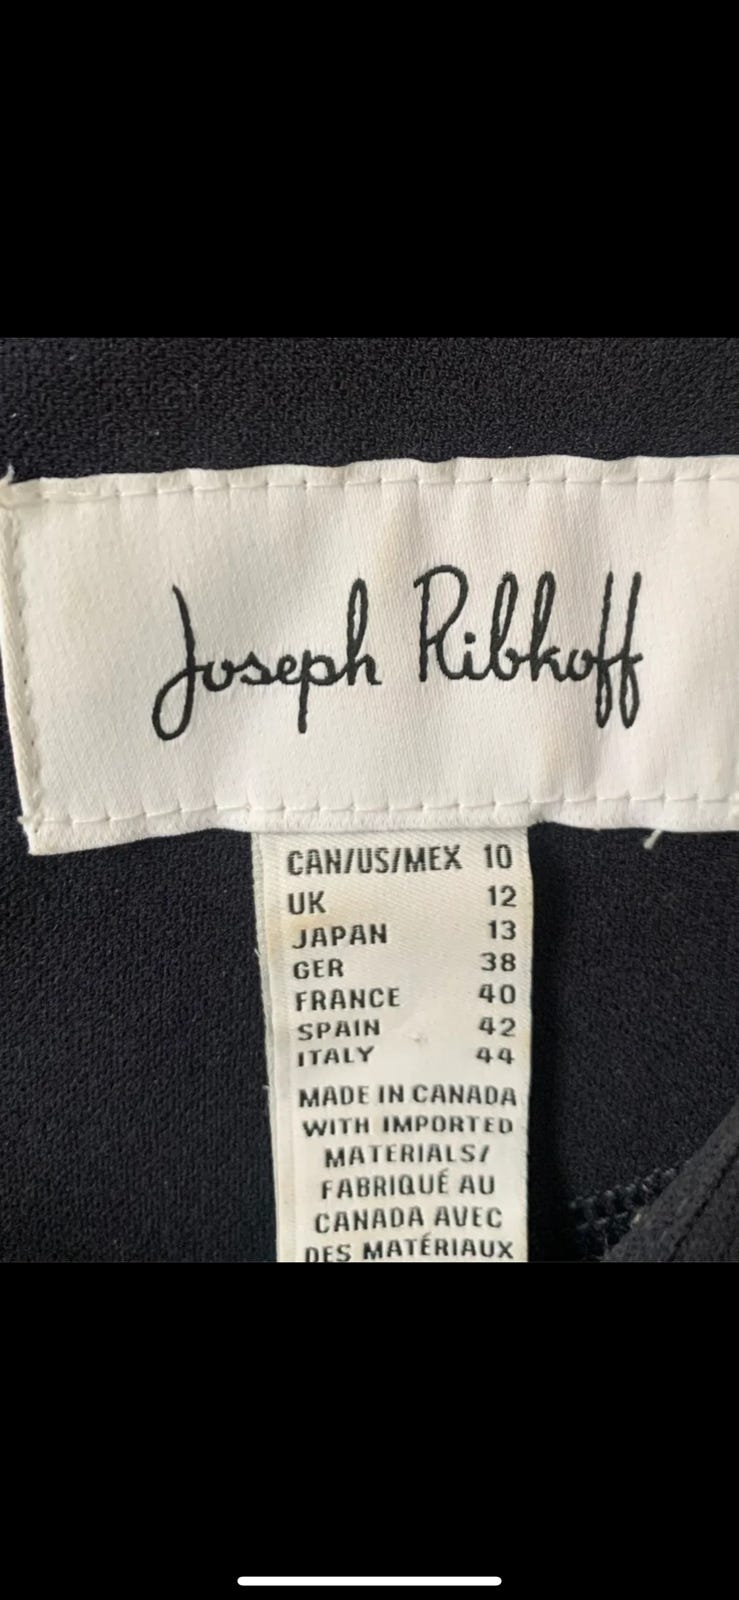 Joseph Ribkoff
CAN/US/MEX 10
UK 12
JAPAN 13
GER 38
FRANCE 40
SPAIN 42
ITALY 44
MADE IN CANADA
WITH IMPORTED
MATERIALS/
FABRIQUÉ AU
CANADA AVEC
DES MATÉRIAUX